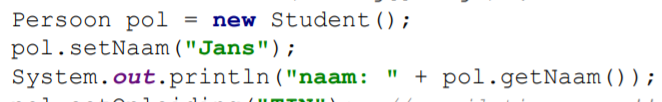 Persoon pol = new Student();
pol.setNaam("Jans");
System.out.println("naam: " + pol.getNaam());